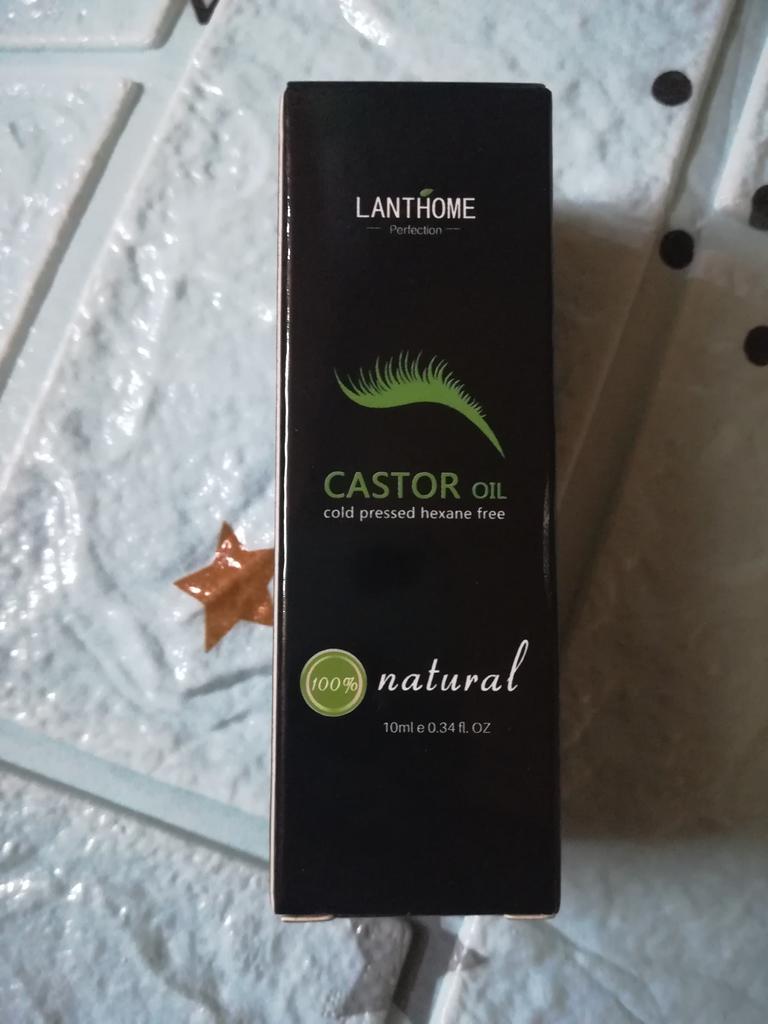 LANTHOME
Perfection
CASTOR OIL
cold pressed hexane free
100% natural
10ml e 0.34 fl. OZ